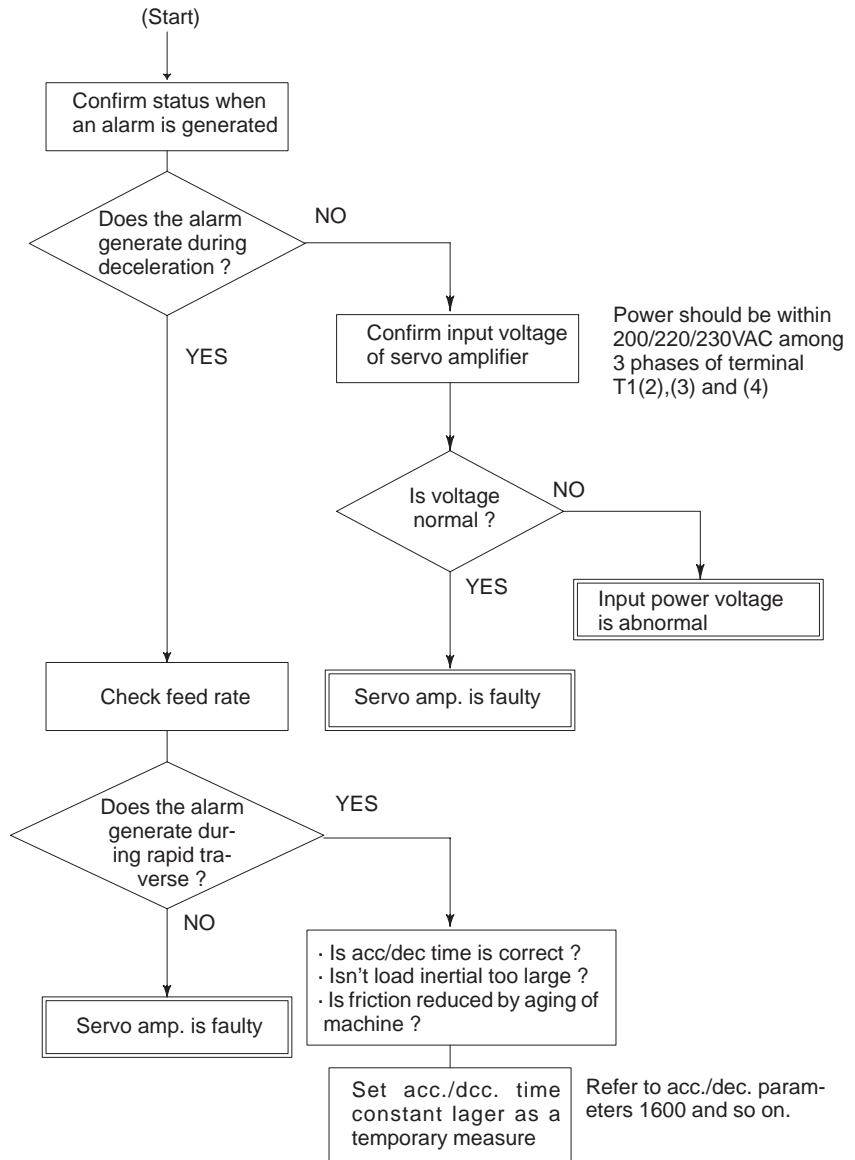 (Start)
Confirm status when
an alarm is generated
Does the alarm
generate during
deceleration ?
NO
YES
Confirm input voltage
of servo amplifier
Power should be within
200/220/230VAC among
3 phases of terminal
T1(2),(3) and (4)
Is voltage
normal ?
NO
YES
Input power voltage
is abnormal
Servo amp. is faulty
Check feed rate
Does the alarm
generate dur-
ing rapid tra-
verse ?
YES
NO
Servo amp. is faulty
· Is acc/dec time is correct ?
· Isn't load inertial too large ?
· Is friction reduced by aging of
machine ?
Set acc./dcc. time
constant lager as a
temporary measure
Refer to acc./dec. param-
eters 1600 and so on.